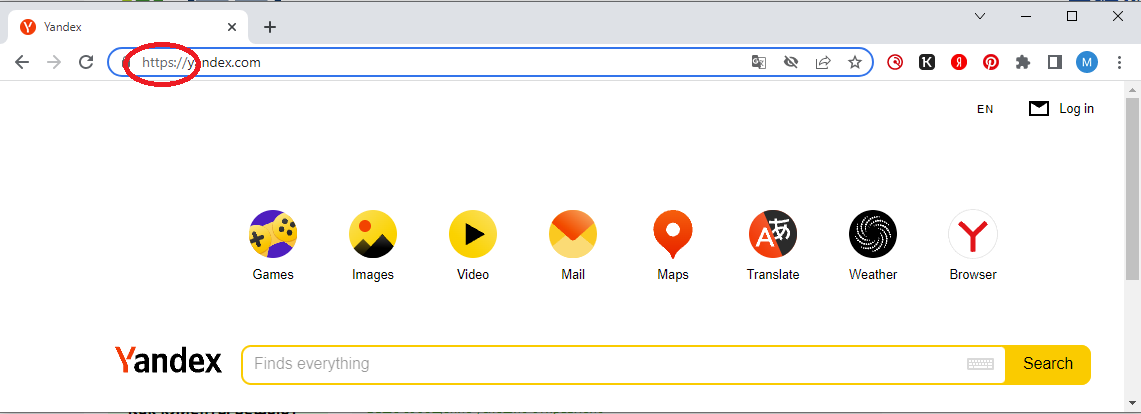 Yandex
https://yandex.com
M
EN
Log in
Games Images Video Mail Maps Translate Weather Browser
Yandex
Finds everything
Search